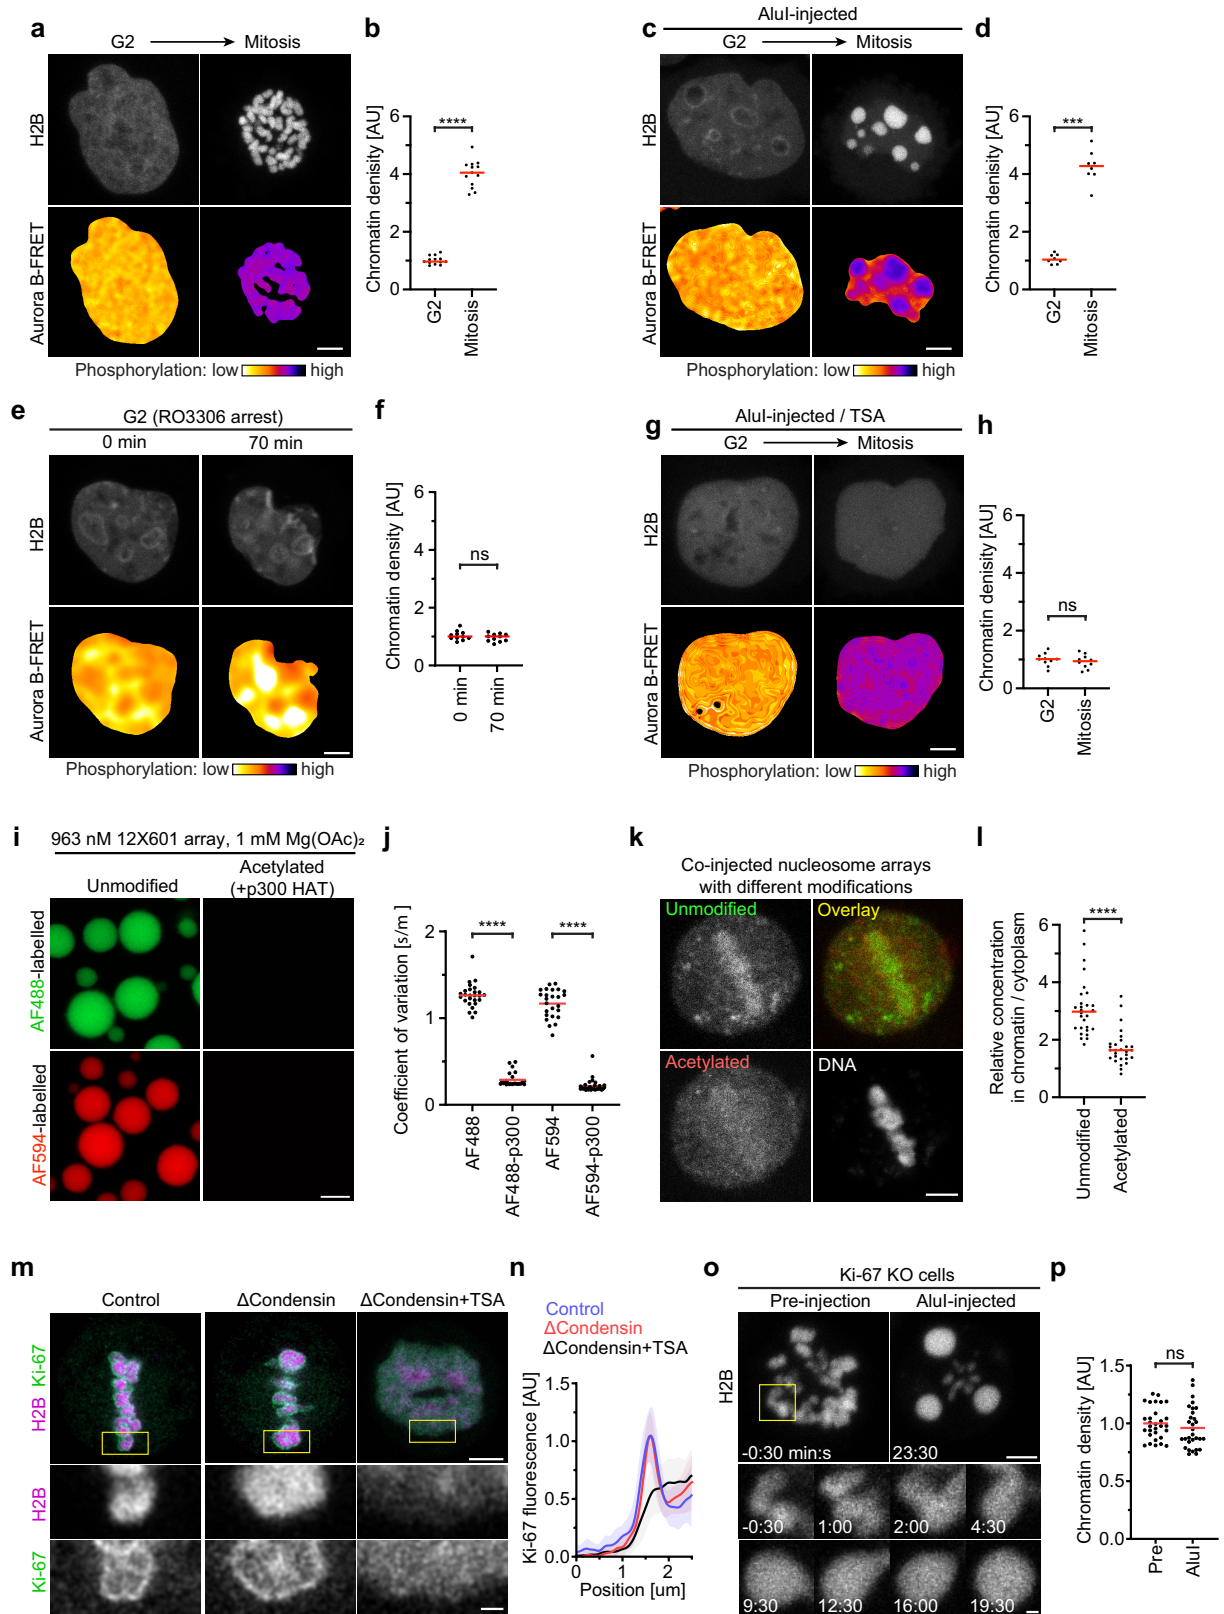 a
G2 → Mitosis
H2B
Aurora B-FRET
Phosphorylation: low high
b
Chromatin denisity [AU]
6
4
2
0
****
G2
Mitosis
c
AluI-injected
G2 → Mitosis
H2B
Aurora B-FRET
Phosphorylation: low high
d
Chromatin denisity [AU]
6
4
2
0
***
G2
Mitosis
e
G2 (RO3306 arrest)
0 min 70 min
H2B
Aurora B-FRET
Phosphorylation: low high
f
Chromatin density [AU]
6
4
2
0
ns
0 min
70 min
g
AluI-injected / TSA
G2 → Mitosis
H2B
Aurora B-FRET
Phosphorylation: low high
h
Chromatin denisity [AU]
6
4
2
0
ns
G2
Mitosis
i
963 nM 12X601 array, 1 mM Mg(OAc)₂
Unmodified
Acetylated
(+p300 HAT)
AF488-labelled
AF594-labelled
j
Coefficient of variation [s/m]
2
1
0
**** ****
AF488
AF488-p300
AF594
AF594-p300
k
Co-injected nucleosome arrays
with different modifications
Unmodified
Overlay
Acetylated
DNA
l
Relative concentration
in chromatin / cytoplasm
6
4
2
0
****
Unmodified
Acetylated
m
Control ΔCondensin ΔCondensin+TSA
H2B Ki-67
H2B
Ki-67
n
Control
ΔCondensin
ΔCondensin+TSA
Ki-67 fluorescence [AU]
1.5
1.0
0.5
0.0
0 1 2
Position [um]
o
Ki-67 KO cells
Pre-injection AluI-injected
H2B
-0:30 min:s 23:30
-0:30 1:00 2:00 4:30
9:30 12:30 16:00 19:30
p
Chromatin density [AU]
1.5
1.0
0.5
0.0
ns
Pre
AluI